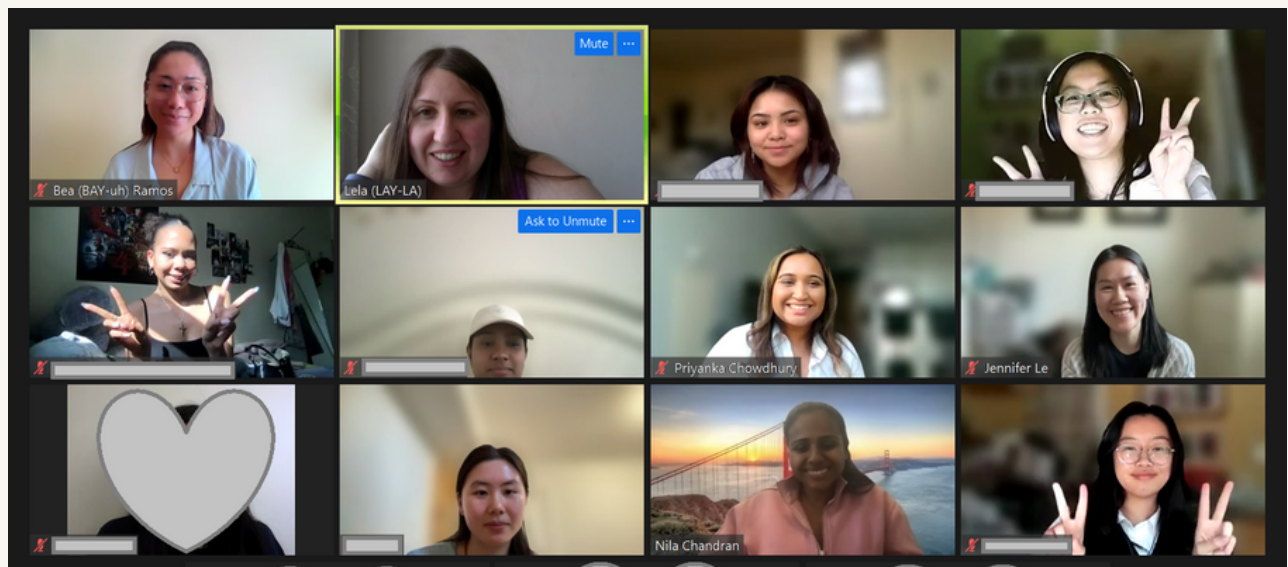 Mute ...
Bea (BAY-uh) Ramos
Lela (LAY-LA)
Ask to Unmute ...
Priyanka Chowdhury
Jennifer Le
Nila Chandran